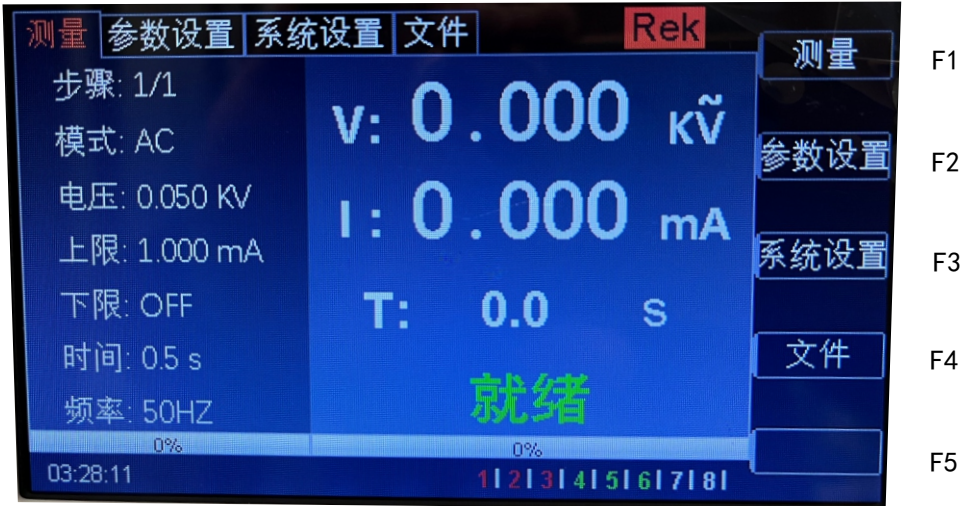 测量 参数设置 系统设置 文件 Rek
步骤: 1/1
模式: AC
电压: 0.050 KV
上限: 1.000 mA
下限: OFF
时间: 0.5 s
频率: 50HZ
V: 0.000 KṼ
I: 0.000 mA
T: 0.0 S
就绪
0% 0%
03:28:11 1|2|3|4|5|6|7|8|
测量 F1
参数设置 F2
系统设置 F3
文件 F4
F5